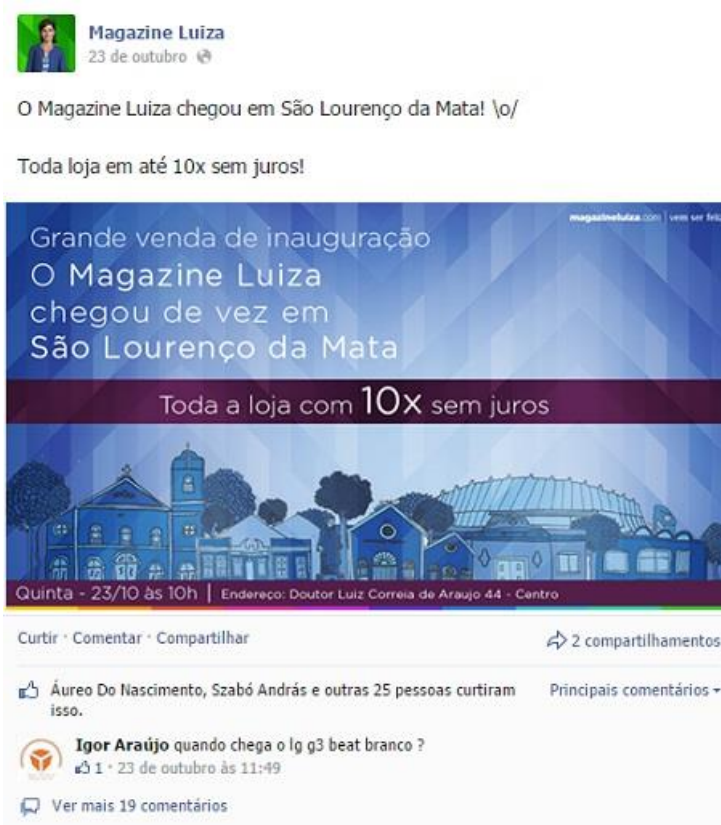 Magazine Luiza
23 de outubro
O Magazine Luiza chegou em São Lourenço da Mata! \o/
Toda loja em até 10x sem juros!
magazineluiza.com | vem ser feliz
Grande venda de inauguração
O Magazine Luiza
chegou de vez em
São Lourenço da Mata
Toda a loja com 10x sem juros
Quinta - 23/10 às 10h | Endereço: Doutor Luiz Correia de Araujo 44 - Centro
Curtir · Comentar · Compartilhar
2 compartilhamentos
Áureo Do Nascimento, Szabó András e outras 25 pessoas curtiram
isso.
Principais comentários
Igor Araújo quando chega o lg g3 beat branco ?
1 · 23 de outubro às 11:49
Ver mais 19 comentários